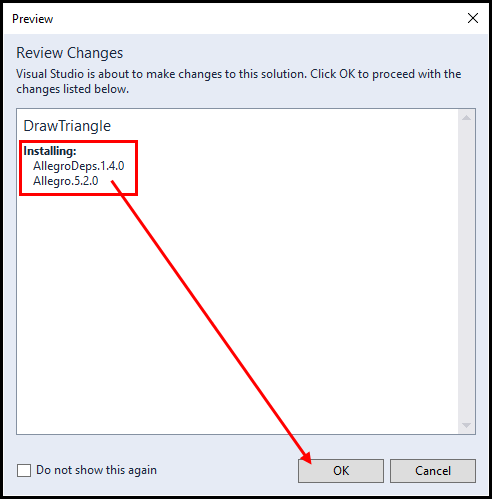 Preview
Review Changes
Visual Studio is about to make changes to this solution. Click OK to proceed with the
changes listed below.
DrawTriangle
Installing:
AllegroDeps.1.4.0
Allegro.5.2.0
Do not show this again
OK
Cancel